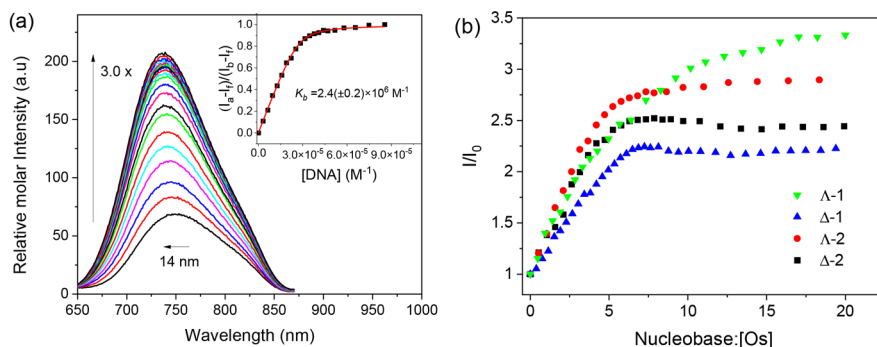 (a)
Relative molar Intensity (a.u)
200
150
100
50
0
3.0 x
14 nm
650 700 750 800 850 900 950 1000
Wavelength (nm)
(Iₐ-I_f)/(I_b-I_f)
1.0
0.8
0.6
0.4
0.2
0.0
K_b =2.4(±0.2)×10⁶ M⁻¹
0.0 3.0×10⁻⁵ 6.0×10⁻⁵ 9.0×10⁻⁵
[DNA] (M⁻¹)
(b)
I/I₀
3.5
3
2.5
2
1.5
1
0 5 10 15 20
Nucleobase:[Os]
Λ-1
Δ-1
Λ-2
Δ-2